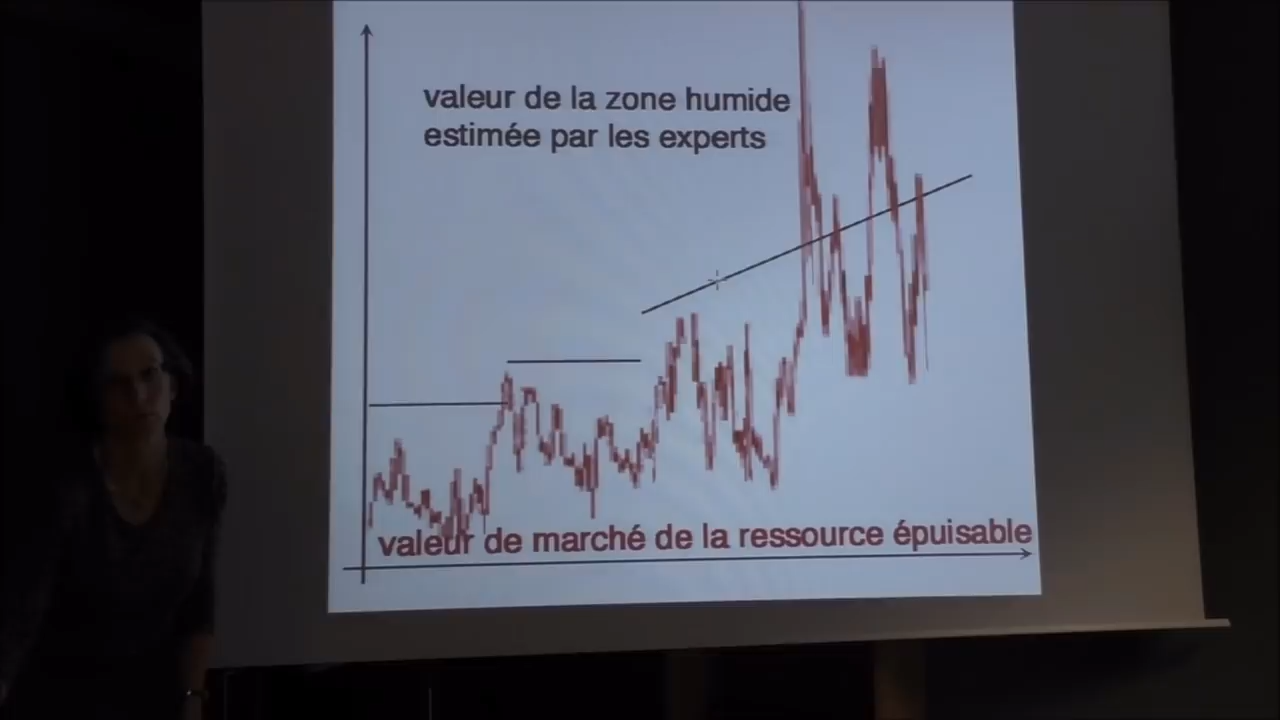 valeur de la zone humide
estimée par les experts
valeur de marché de la ressource épuisable